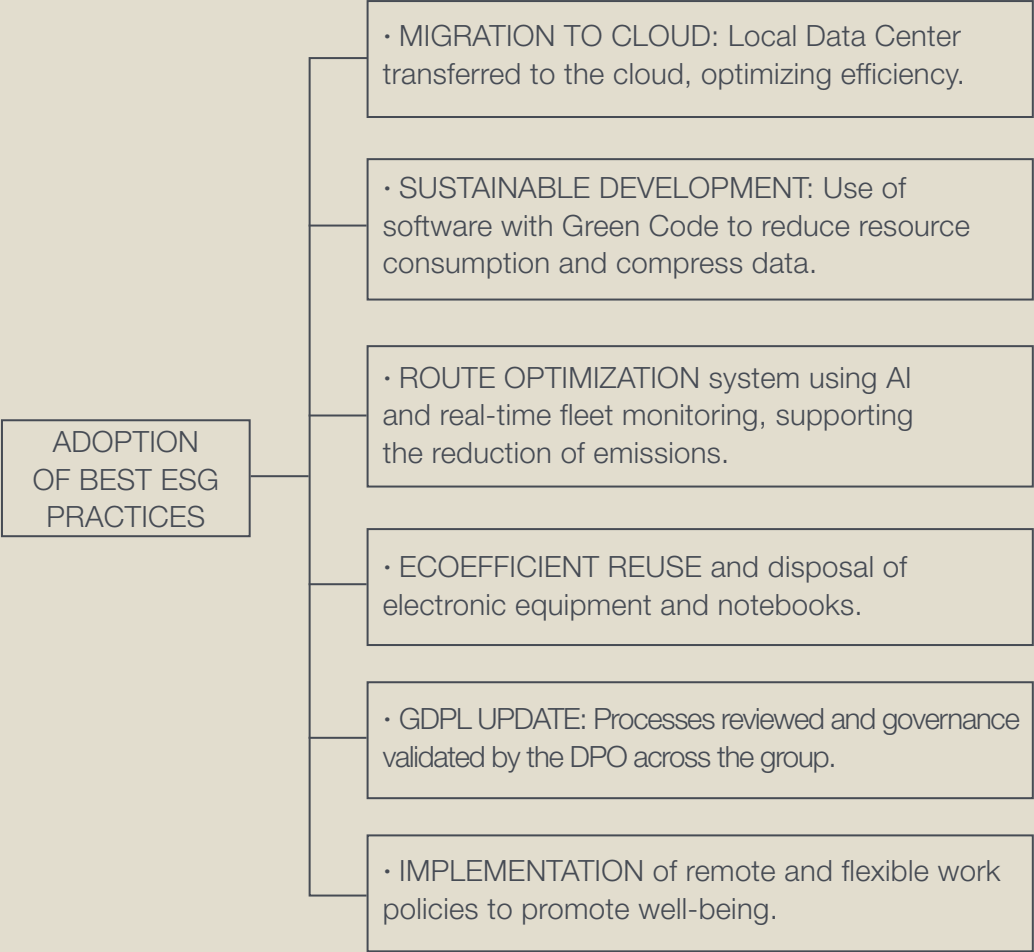 · MIGRATION TO CLOUD: Local Data Center
transferred to the cloud, optimizing efficiency.
· SUSTAINABLE DEVELOPMENT: Use of
software with Green Code to reduce resource
consumption and compress data.
· ROUTE OPTIMIZATION system using AI
and real-time fleet monitoring, supporting
the reduction of emissions.
ADOPTION
OF BEST ESG
PRACTICES
· ECOEFFICIENT REUSE and disposal of
electronic equipment and notebooks.
· GDPL UPDATE: Processes reviewed and governance
validated by the DPO across the group.
· IMPLEMENTATION of remote and flexible work
policies to promote well-being.